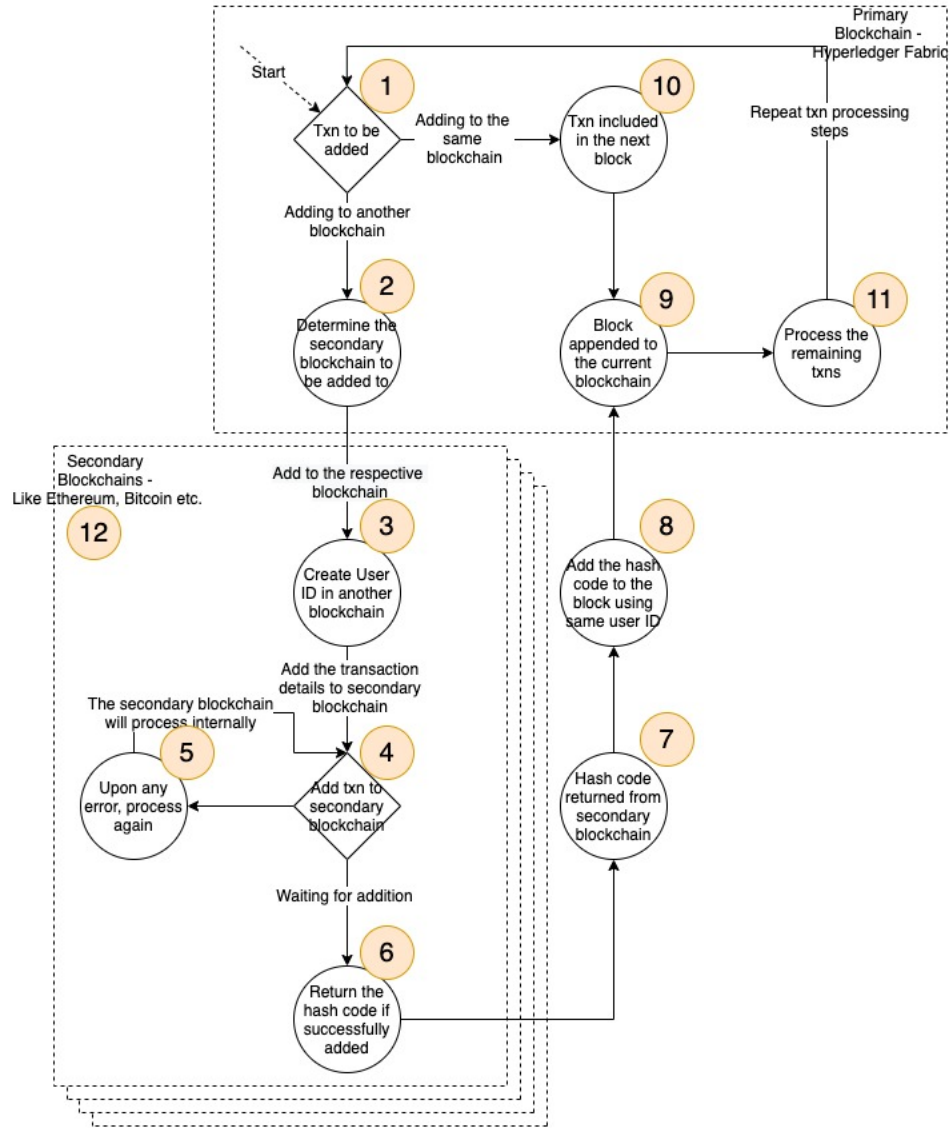 Primary
Blockchain -
Hyperledger Fabric
Start
1
Txn to be
added
Adding to the
same
blockchain
10
Txn included
in the next
block
Repeat txn processing
steps
Adding to another
blockchain
2
Determine the
secondary
blockchain to
be added to
9
Block
appended to
the current
blockchain
11
Process the
remaining
txns
Secondary
Blockchains -
Like Ethereum, Bitcoin etc.
12
Add to the respective
blockchain
3
Create User
ID in another
blockchain
8
Add the hash
code to the
block using
same user ID
Add the transaction
details to secondary
blockchain
The secondary blockchain
will process internally
5
Upon any
error, process
again
4
Add txn to
secondary
blockchain
7
Hash code
returned from
secondary
blockchain
Waiting for addition
6
Return the
hash code if
successfully
added